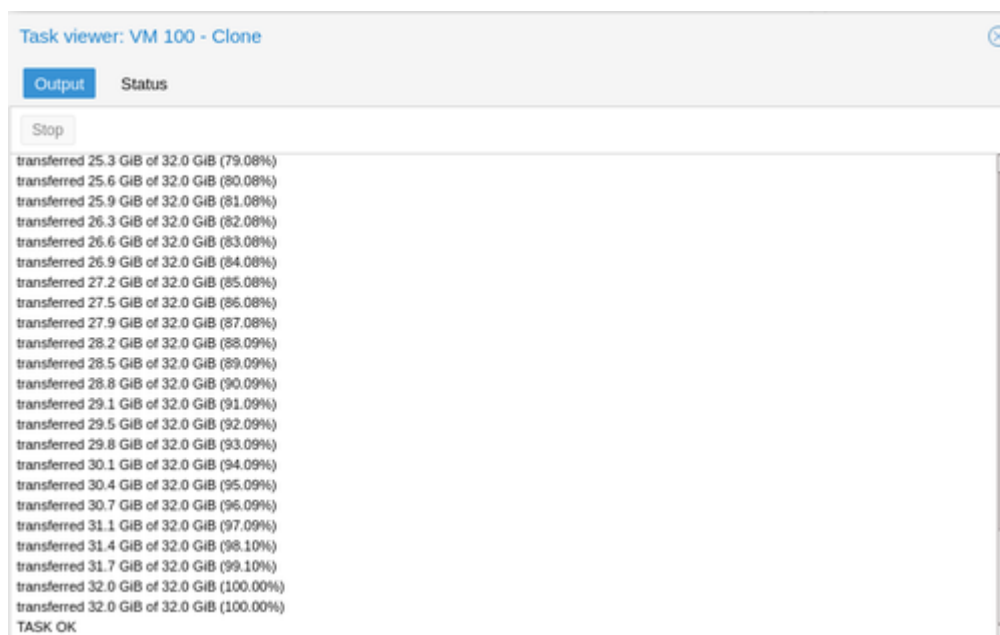 Task viewer: VM 100 - Clone
Output Status
Stop
transferred 25.3 GiB of 32.0 GiB (79.08%)
transferred 25.6 GiB of 32.0 GiB (80.08%)
transferred 25.9 GiB of 32.0 GiB (81.08%)
transferred 26.3 GiB of 32.0 GiB (82.08%)
transferred 26.6 GiB of 32.0 GiB (83.08%)
transferred 26.9 GiB of 32.0 GiB (84.08%)
transferred 27.2 GiB of 32.0 GiB (85.08%)
transferred 27.5 GiB of 32.0 GiB (86.08%)
transferred 27.9 GiB of 32.0 GiB (87.08%)
transferred 28.2 GiB of 32.0 GiB (88.09%)
transferred 28.5 GiB of 32.0 GiB (89.09%)
transferred 28.8 GiB of 32.0 GiB (90.09%)
transferred 29.1 GiB of 32.0 GiB (91.09%)
transferred 29.5 GiB of 32.0 GiB (92.09%)
transferred 29.8 GiB of 32.0 GiB (93.09%)
transferred 30.1 GiB of 32.0 GiB (94.09%)
transferred 30.4 GiB of 32.0 GiB (95.09%)
transferred 30.7 GiB of 32.0 GiB (96.09%)
transferred 31.1 GiB of 32.0 GiB (97.09%)
transferred 31.4 GiB of 32.0 GiB (98.10%)
transferred 31.7 GiB of 32.0 GiB (99.10%)
transferred 32.0 GiB of 32.0 GiB (100.00%)
transferred 32.0 GiB of 32.0 GiB (100.00%)
TASK OK